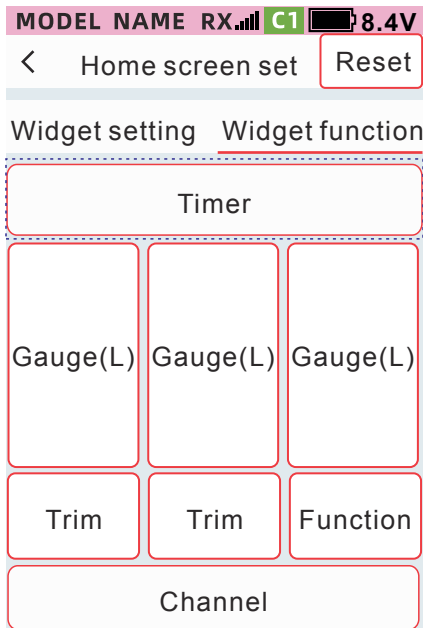 MODEL NAME RX C1 8.4V
Home screen set Reset
Widget setting Widget function
Timer
Gauge(L) Gauge(L) Gauge(L)
Trim Trim Function
Channel